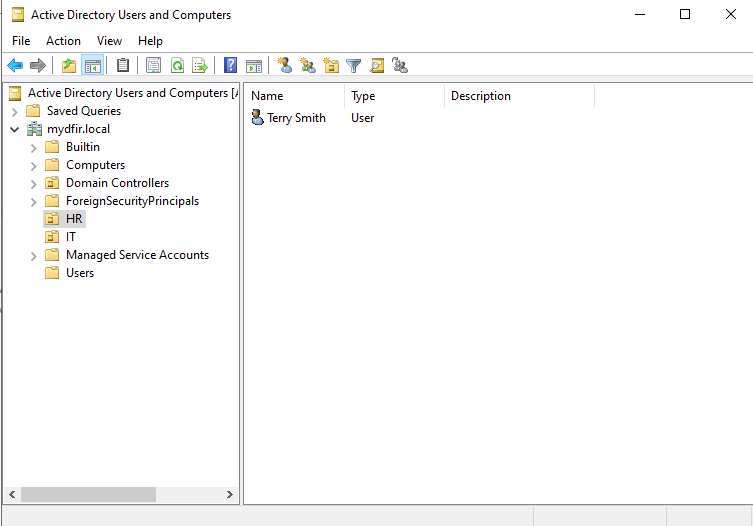 Active Directory Users and Computers
File Action View Help
Active Directory Users and Computers [
Saved Queries
mydfir.local
Builtin
Computers
Domain Controllers
ForeignSecurityPrincipals
HR
IT
Managed Service Accounts
Users
Name Type Description
Terry Smith User